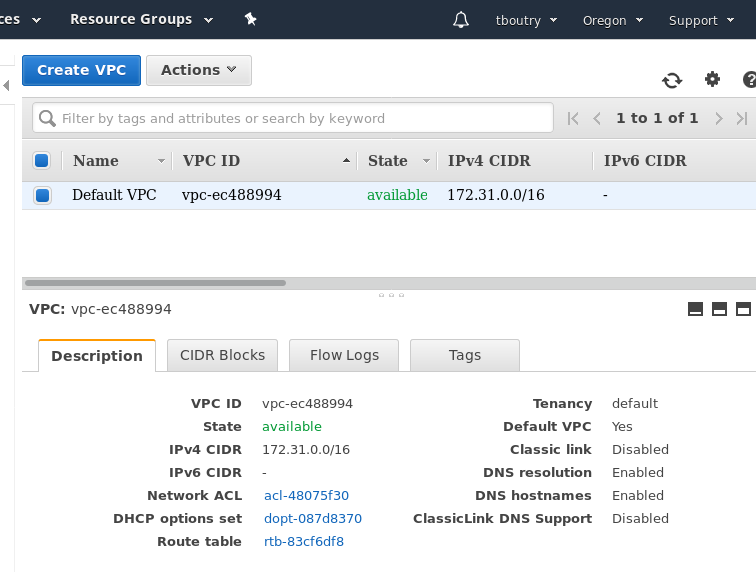 ces Resource Groups tboutry Oregon Support
Create VPC Actions
Filter by tags and attributes or search by keyword 1 to 1 of 1
Name VPC ID State IPv4 CIDR IPv6 CIDR
Default VPC vpc-ec488994 available 172.31.0.0/16 -
VPC: vpc-ec488994
Description CIDR Blocks Flow Logs Tags
VPC ID vpc-ec488994 Tenancy default
State available Default VPC Yes
IPv4 CIDR 172.31.0.0/16 Classic link Disabled
IPv6 CIDR - DNS resolution Enabled
Network ACL acl-48075f30 DNS hostnames Enabled
DHCP options set dopt-087d8370 ClassicLink DNS Support Disabled
Route table rtb-83cf6df8